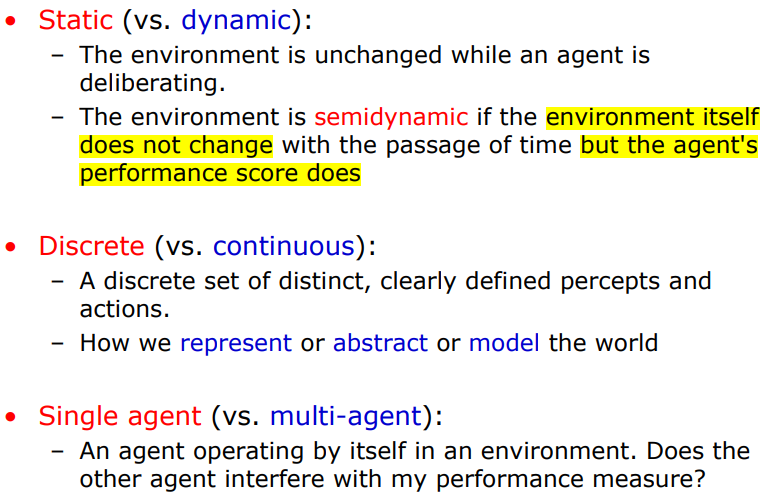 • Static (vs. dynamic):
– The environment is unchanged while an agent is
deliberating.
– The environment is semidynamic if the environment itself
does not change with the passage of time but the agent's
performance score does
• Discrete (vs. continuous):
– A discrete set of distinct, clearly defined percepts and
actions.
– How we represent or abstract or model the world
• Single agent (vs. multi-agent):
– An agent operating by itself in an environment. Does the
other agent interfere with my performance measure?